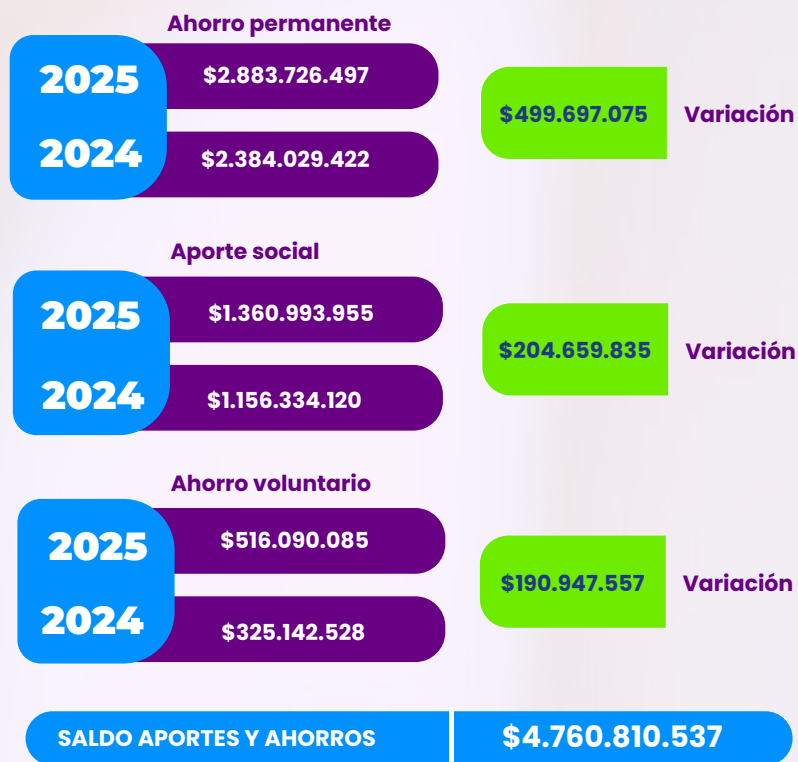 Ahorro permanente
2025 $2.883.726.497
$499.697.075 Variación
2024 $2.384.029.422
Aporte social
2025 $1.360.993.955
$204.659.835 Variación
2024 $1.156.334.120
Ahorro voluntario
2025 $516.090.085
$190.947.557 Variación
2024 $325.142.528
SALDO APORTES Y AHORROS $4.760.810.537